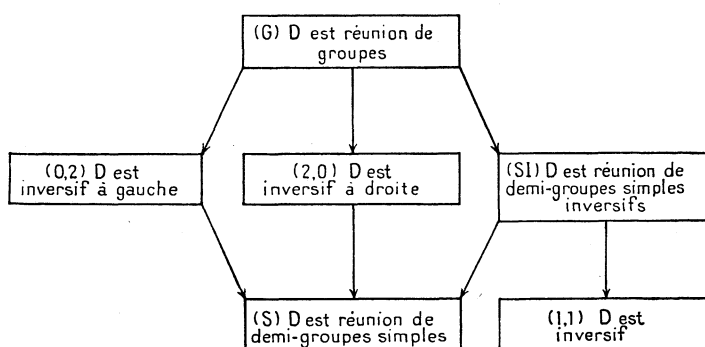 (G) D est réunion de
groupes
(0,2) D est
inversif à gauche
(2,0) D est
inversif à droite
(SI) D est réunion de
demi-groupes simples
inversifs
(S) D est réunion de
demi-groupes simples
(1,1) D est
inversif